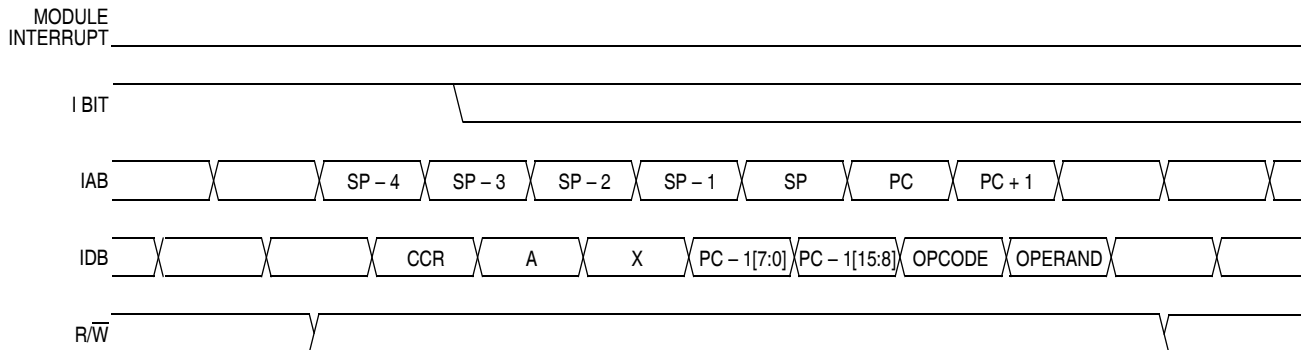 MODULE
INTERRUPT
I BIT
IAB SP – 4 SP – 3 SP – 2 SP – 1 SP PC PC + 1
IDB CCR A X PC – 1[7:0] PC – 1[15:8] OPCODE OPERAND
R/W̅